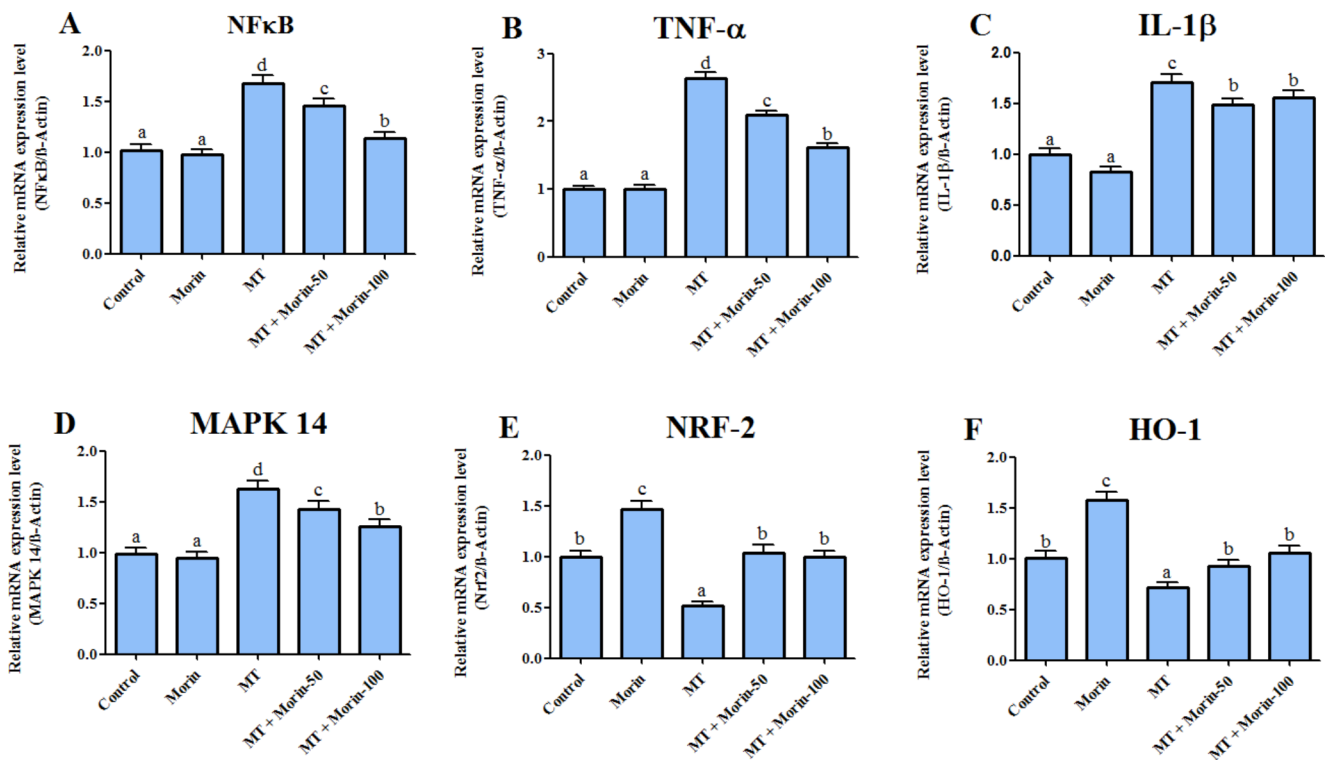 A
NFκB
Relative mRNA expression level
(NFκB/ß-Actin)
2.0
1.5
1.0
0.5
0.0
a
a
d
c
b
Control
Morin
MT
MT + Morin-50
MT + Morin-100
B
TNF-α
Relative mRNA expression level
(TNF-α/ß-Actin)
3
2
1
0
a
a
d
c
b
Control
Morin
MT
MT + Morin-50
MT + Morin-100
C
IL-1β
Relative mRNA expression level
(IL-1β/ß-Actin)
2.0
1.5
1.0
0.5
0.0
a
a
c
b
b
Control
Morin
MT
MT + Morin-50
MT + Morin-100
D
MAPK 14
Relative mRNA expression level
(MAPK 14/ß-Actin)
2.0
1.5
1.0
0.5
0.0
a
a
d
c
b
Control
Morin
MT
MT + Morin-50
MT + Morin-100
E
NRF-2
Relative mRNA expression level
(Nrf2/ß-Actin)
2.0
1.5
1.0
0.5
0.0
b
c
a
b
b
Control
Morin
MT
MT + Morin-50
MT + Morin-100
F
HO-1
Relative mRNA expression level
(HO-1/ß-Actin)
2.0
1.5
1.0
0.5
0.0
b
c
a
b
b
Control
Morin
MT
MT + Morin-50
MT + Morin-100